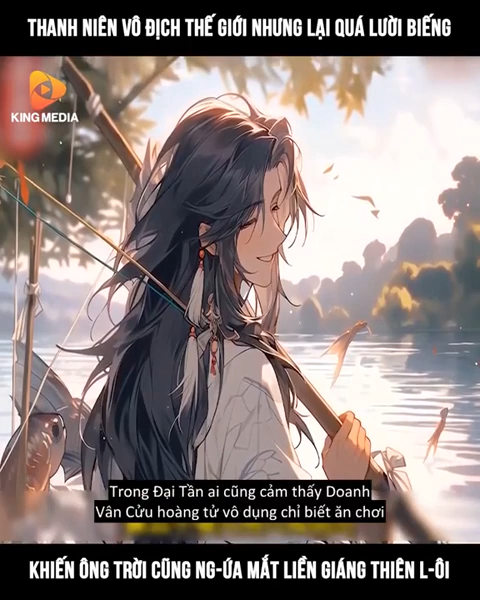 THANH NIÊN VÔ ĐỊCH THẾ GIỚI NHƯNG LẠI QUÁ LƯỜI BIẾNG
KING MEDIA
Trong Đại Tần ai cũng cảm thấy Doanh
Vân Cửu hoàng tử vô dụng chỉ biết ăn chơi
KHIẾN ÔNG TRỜI CŨNG NG-ỨA MẮT LIỀN GIÁNG THIÊN L-ÔI